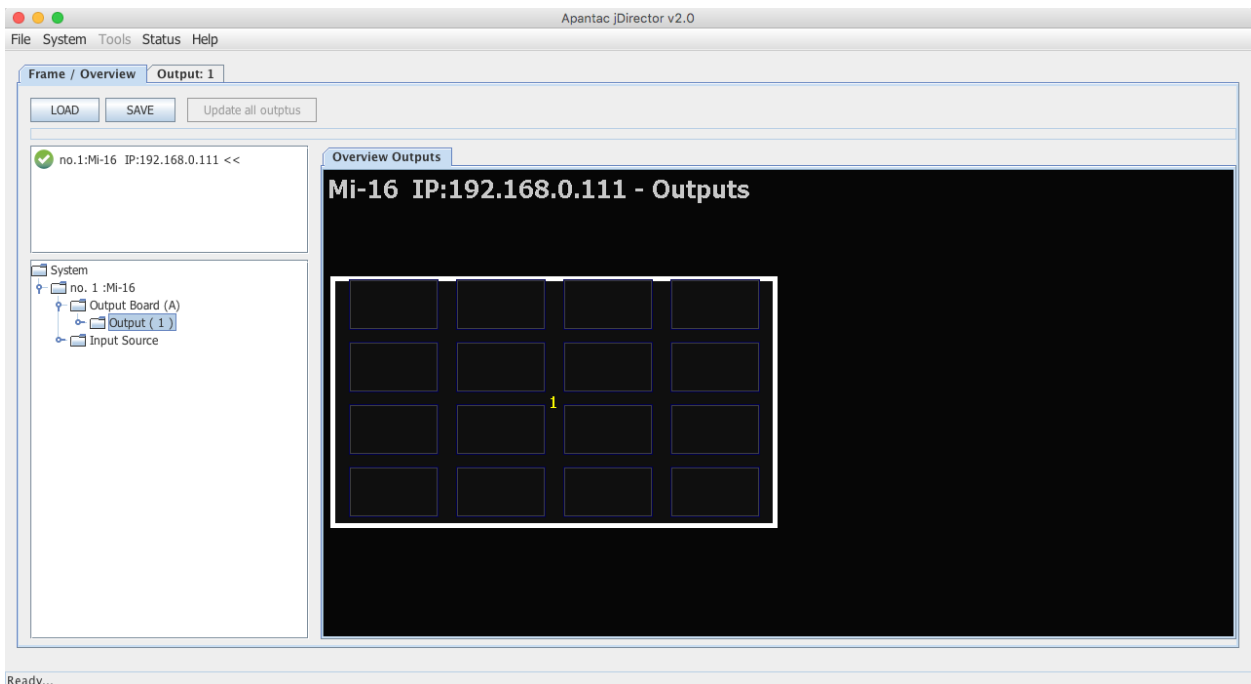 Apantac jDirector v2.0
File System Tools Status Help
Frame / Overview Output: 1
LOAD SAVE Update all outptus
no.1:Mi-16 IP:192.168.0.111 <<
Overview Outputs
Mi-16 IP:192.168.0.111 - Outputs
System
no. 1 :Mi-16
Output Board (A)
Output ( 1 )
Input Source
1
Ready...